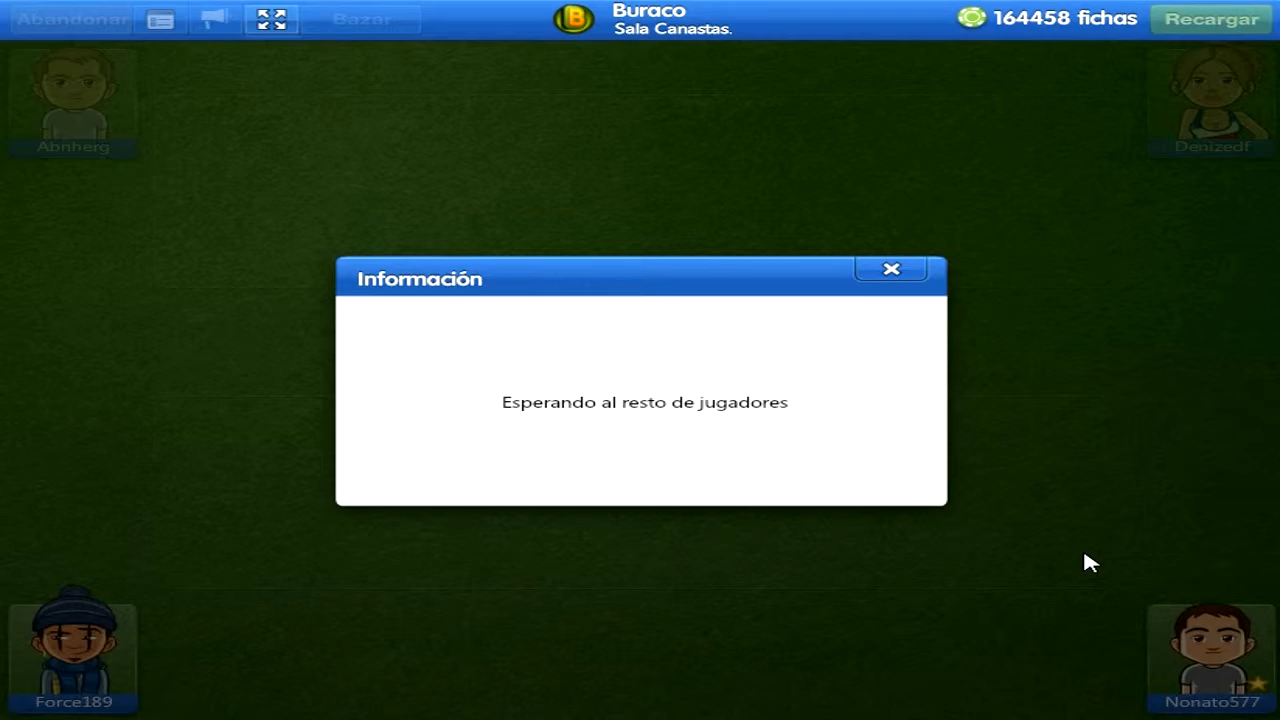 Abandonar
Bazar
Buraco
Sala Canastas.
164458 fichas
Recargar
Abnherg
Denizedf
Información
Esperando al resto de jugadores
Force189
Nonato577